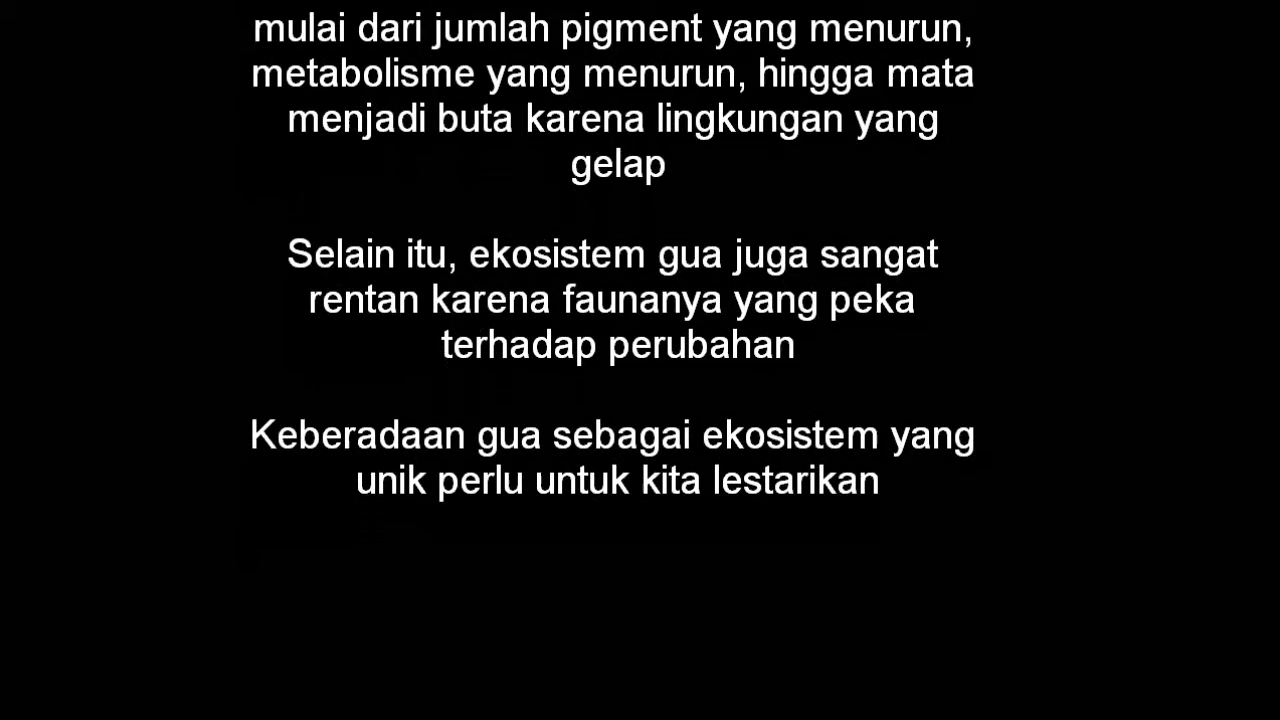 mulai dari jumlah pigment yang menurun,
metabolisme yang menurun, hingga mata
menjadi buta karena lingkungan yang
gelap
Selain itu, ekosistem gua juga sangat
rentan karena faunanya yang peka
terhadap perubahan
Keberadaan gua sebagai ekosistem yang
unik perlu untuk kita lestarikan